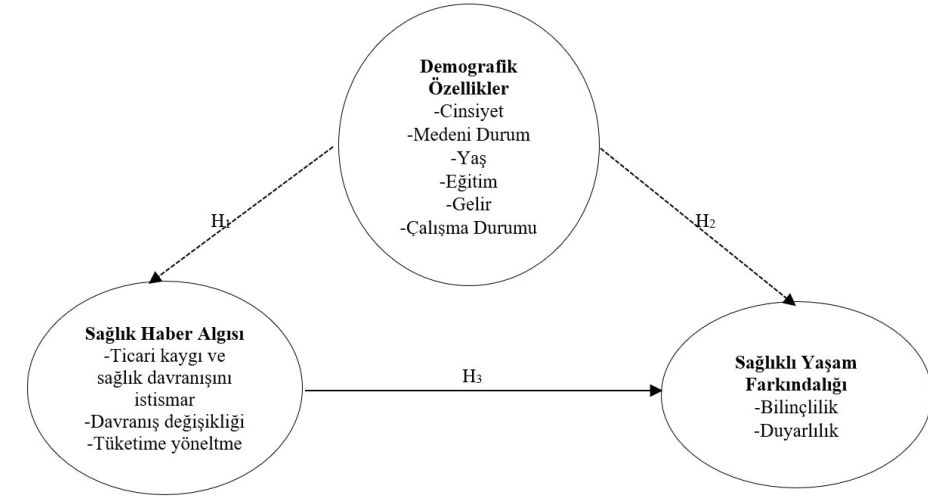 Demografik
Özellikler
-Cinsiyet
-Medeni Durum
-Yaş
-Eğitim
-Gelir
-Çalışma Durumu
H₁
H₂
Sağlık Haber Algısı
-Ticari kaygı ve
sağlık davranışını
istismar
-Davranış değişikliği
-Tüketime yöneltme
H₃
Sağlıklı Yaşam
Farkındalığı
-Bilinçlilik
-Duyarlılık